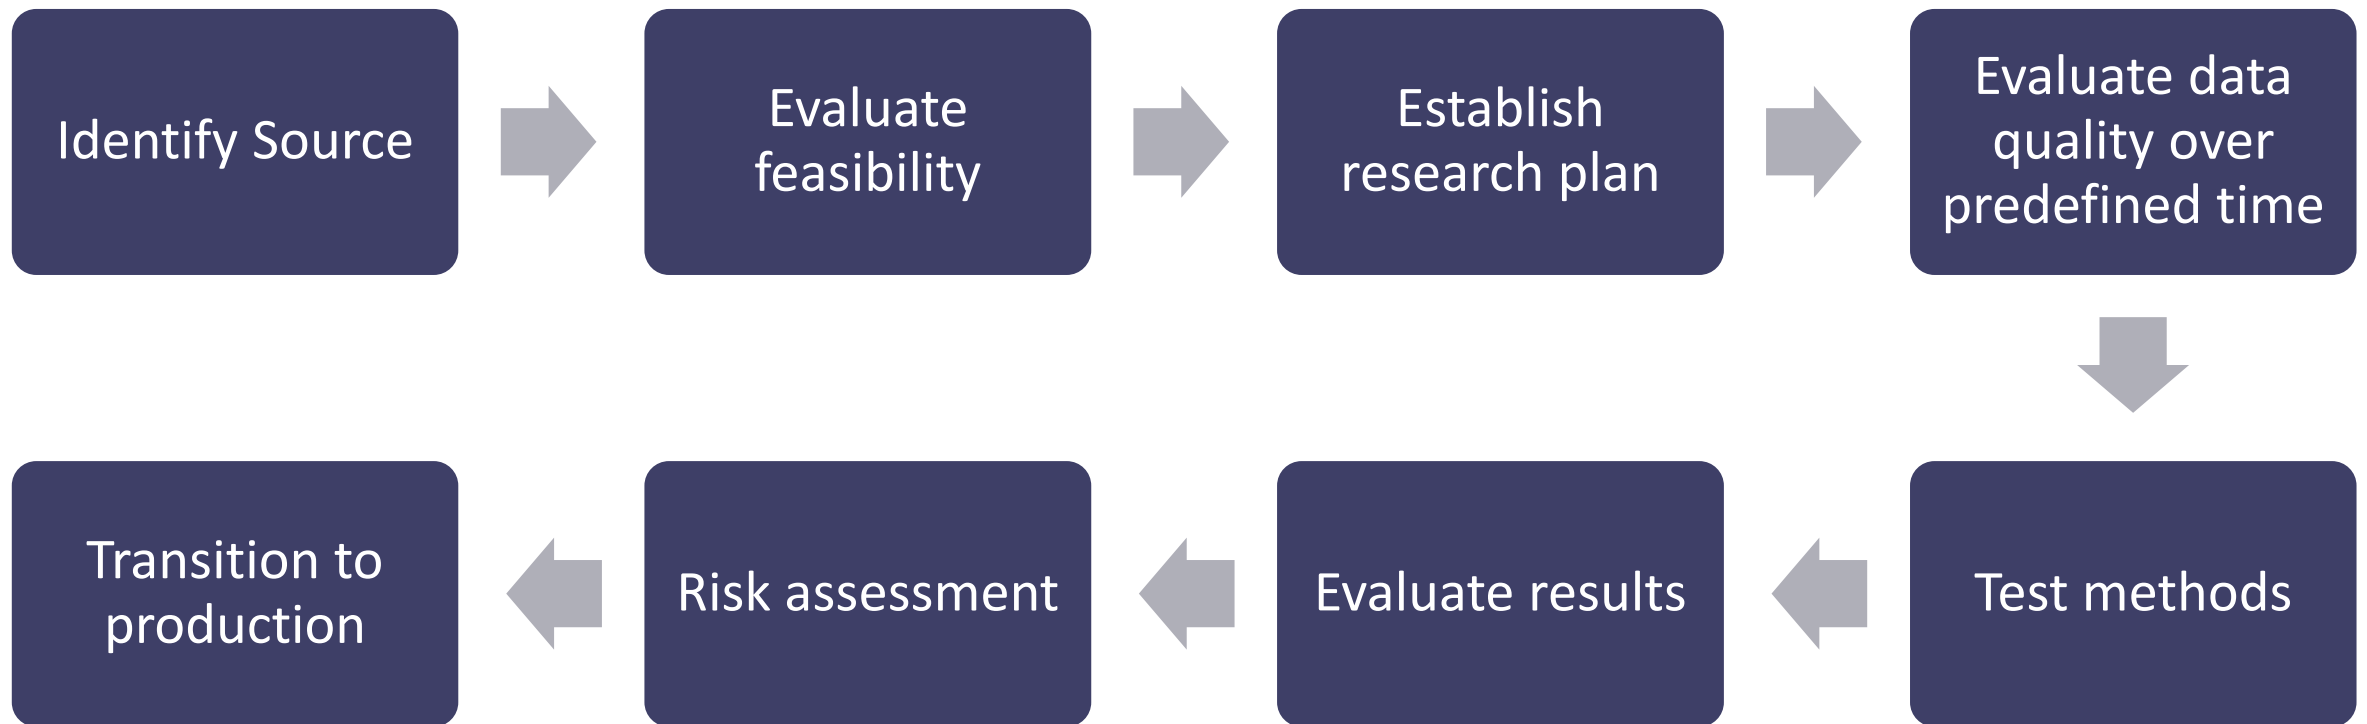 Identify Source
Evaluate
feasibility
Establish
research plan
Evaluate data
quality over
predefined time
Test methods
Evaluate results
Risk assessment
Transition to
production